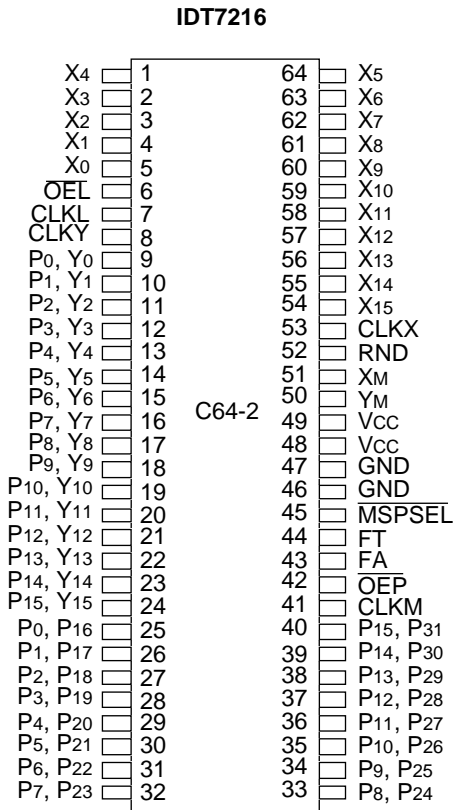 IDT7216
X4 1 64 X5
X3 2 63 X6
X2 3 62 X7
X1 4 61 X8
X0 5 60 X9
OEL 6 59 X10
CLKL 7 58 X11
CLKY 8 57 X12
P0, Y0 9 56 X13
P1, Y1 10 55 X14
P2, Y2 11 54 X15
P3, Y3 12 53 CLKX
P4, Y4 13 52 RND
P5, Y5 14 51 XM
P6, Y6 15 50 YM
P7, Y7 16 C64-2 49 VCC
P8, Y8 17 48 VCC
P9, Y9 18 47 GND
P10, Y10 19 46 GND
P11, Y11 20 45 MSPSEL
P12, Y12 21 44 FT
P13, Y13 22 43 FA
P14, Y14 23 42 OEP
P15, Y15 24 41 CLKM
P0, P16 25 40 P15, P31
P1, P17 26 39 P14, P30
P2, P18 27 38 P13, P29
P3, P19 28 37 P12, P28
P4, P20 29 36 P11, P27
P5, P21 30 35 P10, P26
P6, P22 31 34 P9, P25
P7, P23 32 33 P8, P24